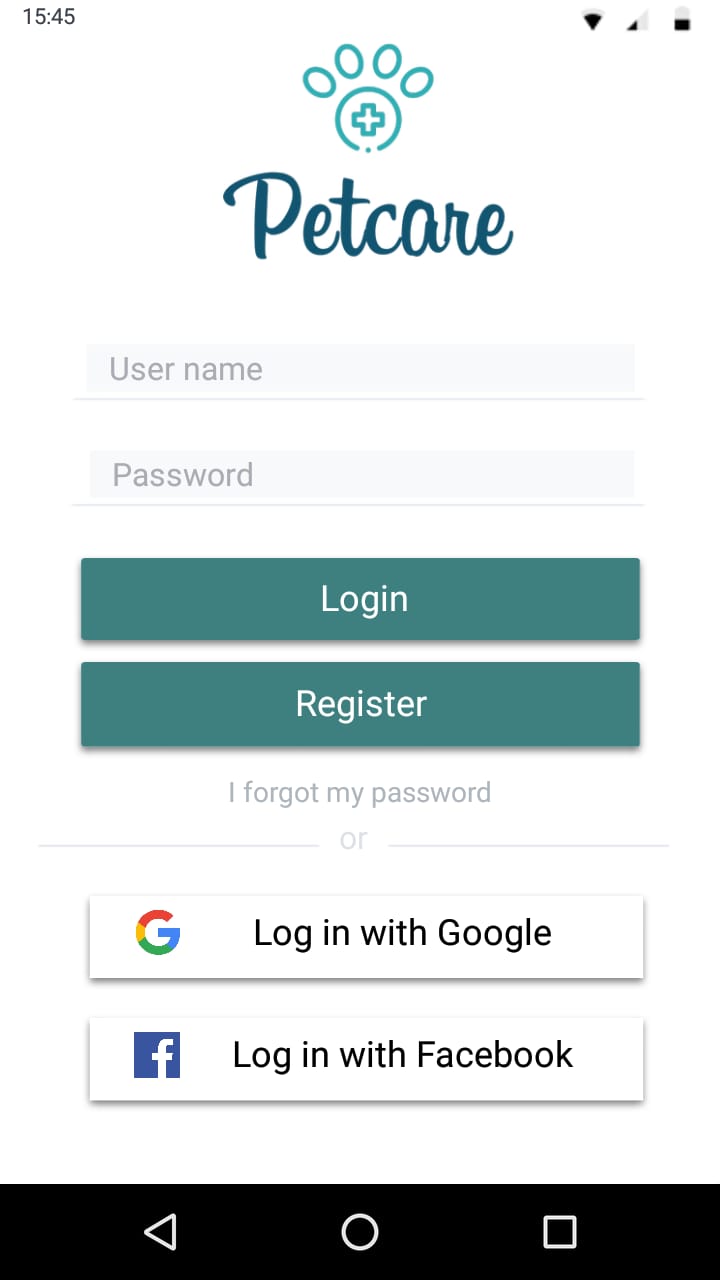 15:45
Petcare
User name
Password
Login
Register
I forgot my password
or
Log in with Google
Log in with Facebook